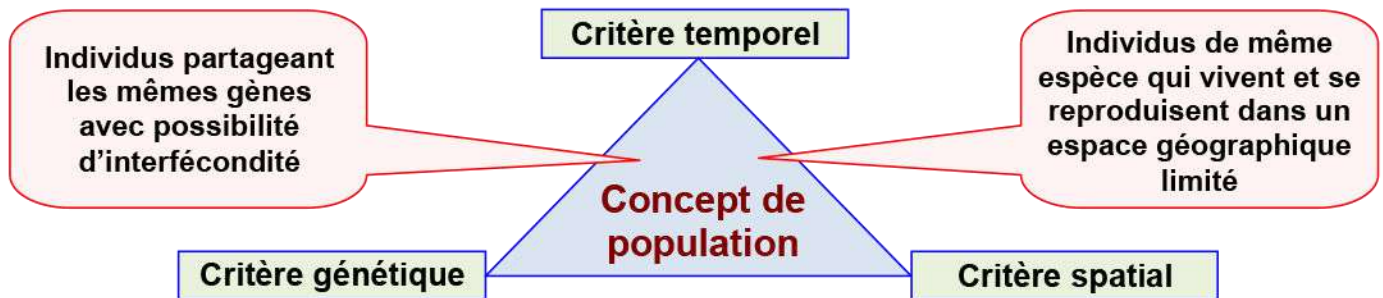 Critère temporel
Individus partageant
les mêmes gènes
avec possibilité
d'interfécondité
Individus de même
espèce qui vivent et se
reproduisent dans un
espace géographique
limité
Concept de
population
Critère génétique
Critère spatial